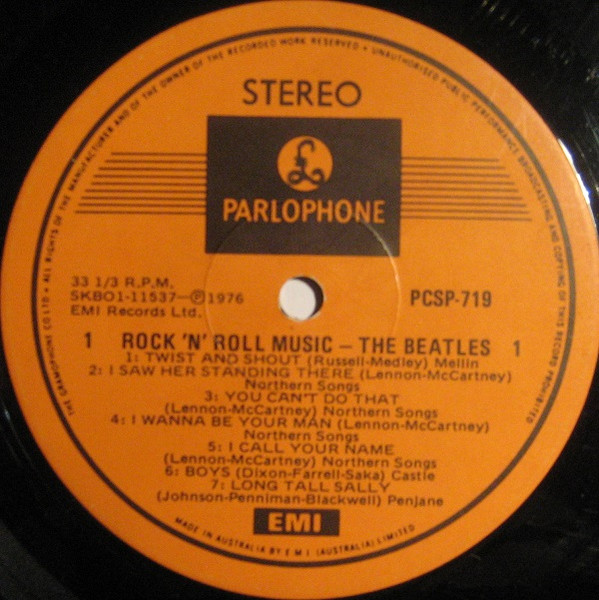 THE GRAMOPHONE CO LTD • ALL RIGHTS OF THE MANUFACTURER AND OF THE OWNER OF THE RECORDED WORK RESERVED • UNAUTHORISED PUBLIC PERFORMANCE BROADCASTING AND COPYING OF THIS RECORD PROHIBITED
STEREO
£
PARLOPHONE
33 1/3 R.P.M.
SKBO1-11537-Ⓟ1976
PCSP-719
EMI Records Ltd.
1 ROCK 'N' ROLL MUSIC – THE BEATLES 1
1: TWIST AND SHOUT (Russell-Medley) Mellin
2: I SAW HER STANDING THERE (Lennon-McCartney)
Northern Songs
3: YOU CAN'T DO THAT
(Lennon-McCartney) Northern Songs
4: I WANNA BE YOUR MAN (Lennon-McCartney)
Northern Songs
5: I CALL YOUR NAME
(Lennon-McCartney) Northern Songs
6: BOYS (Dixon-Farrell-Saka) Castle
7: LONG TALL SALLY
(Johnson-Penniman-Blackwell) Penjane
EMI
MADE IN AUSTRALIA BY E M I (AUSTRALIA) LIMITED